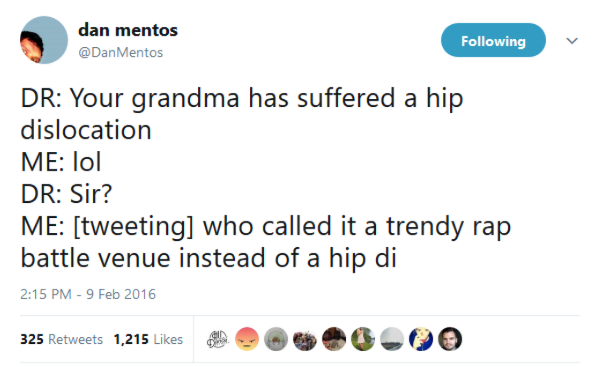 dan mentos
@DanMentos
Following
DR: Your grandma has suffered a hip
dislocation
ME: lol
DR: Sir?
ME: [tweeting] who called it a trendy rap
battle venue instead of a hip di
2:15 PM - 9 Feb 2016
325 Retweets 1,215 Likes